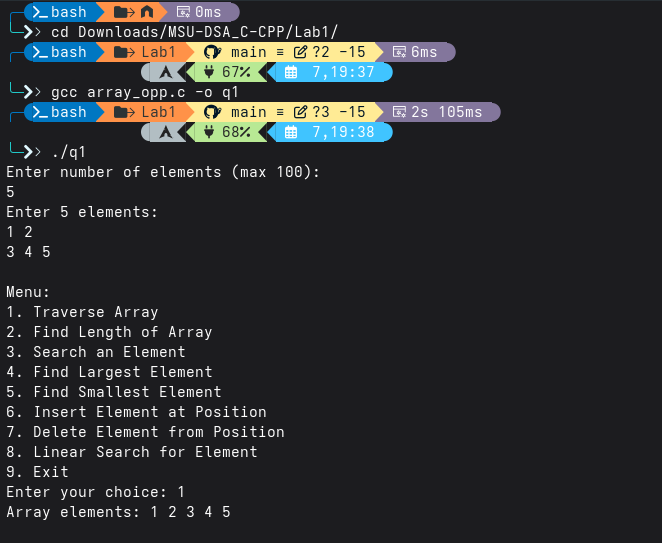 bash 0ms
> cd Downloads/MSU-DSA_C-CPP/Lab1/
bash Lab1 main ≡ ?2 -15 6ms
67% 7,19:37
> gcc array_opp.c -o q1
bash Lab1 main ≡ ?3 -15 2s 105ms
68% 7,19:38
> ./q1
Enter number of elements (max 100):
5
Enter 5 elements:
1 2
3 4 5
Menu:
1. Traverse Array
2. Find Length of Array
3. Search an Element
4. Find Largest Element
5. Find Smallest Element
6. Insert Element at Position
7. Delete Element from Position
8. Linear Search for Element
9. Exit
Enter your choice: 1
Array elements: 1 2 3 4 5